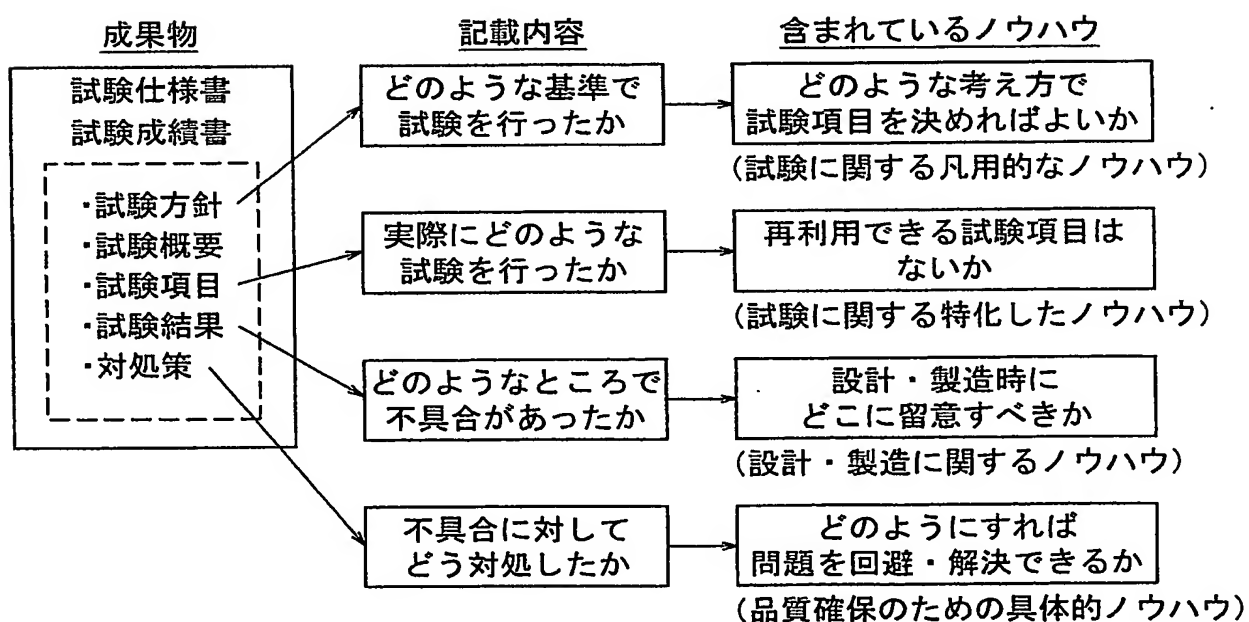 成果物
試験仕様書
試験成績書
・試験方針
・試験概要
・試験項目
・試験結果
・対処策
記載内容
どのような基準で
試験を行ったか
実際にどのような
試験を行ったか
どのようなところで
不具合があったか
不具合に対して
どう対処したか
含まれているノウハウ
どのような考え方で
試験項目を決めればよいか
(試験に関する凡用的なノウハウ)
再利用できる試験項目は
ないか
(試験に関する特化したノウハウ)
設計・製造時に
どこに留意すべきか
(設計・製造に関するノウハウ)
どのようにすれば
問題を回避・解決できるか
(品質確保のための具体的ノウハウ)